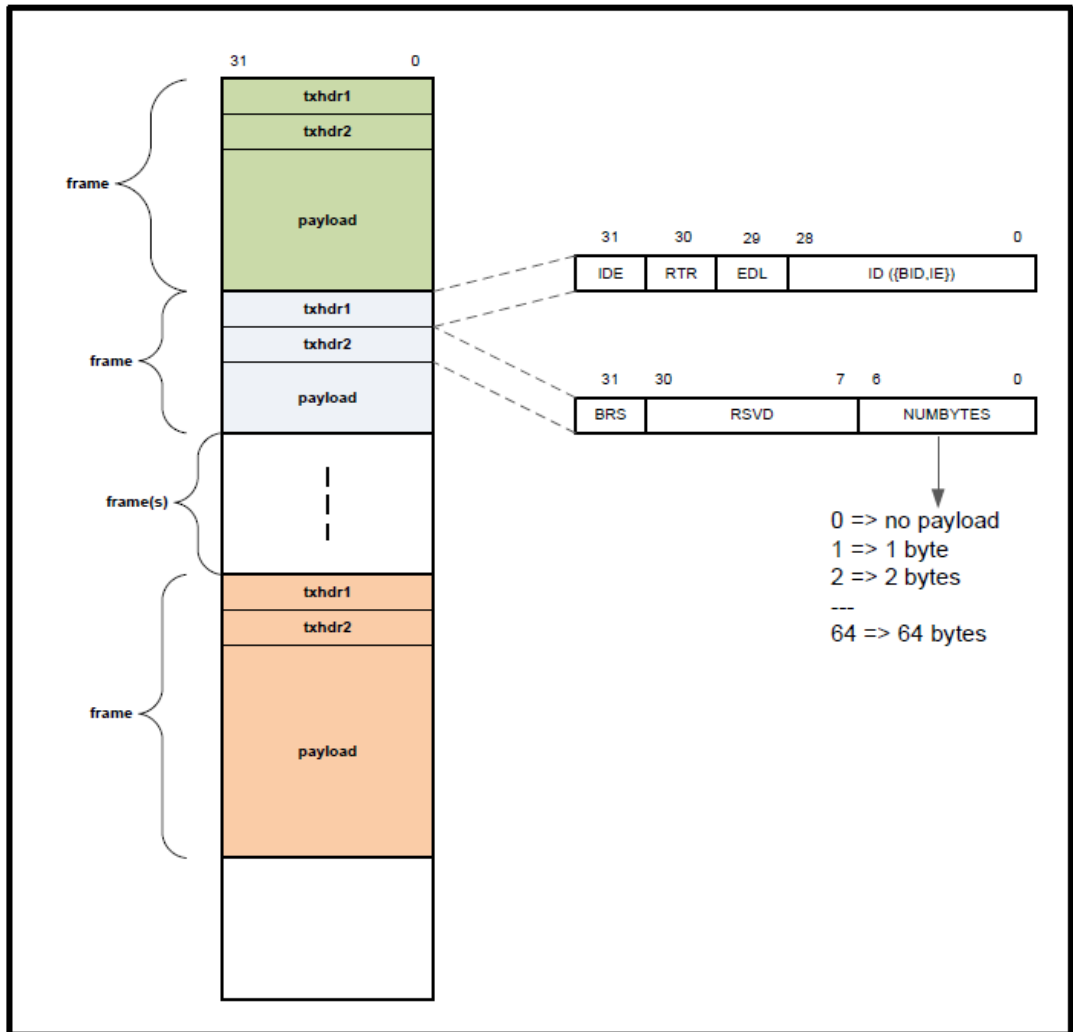 31 0
txhdr1
txhdr2
frame
payload
31 30 29 28 0
IDE RTR EDL ID ({BID,IE})
txhdr1
txhdr2
frame
payload
31 30 7 6 0
BRS RSVD NUMBYTES
frame(s)
0 => no payload
1 => 1 byte
2 => 2 bytes
---
64 => 64 bytes
txhdr1
txhdr2
frame
payload